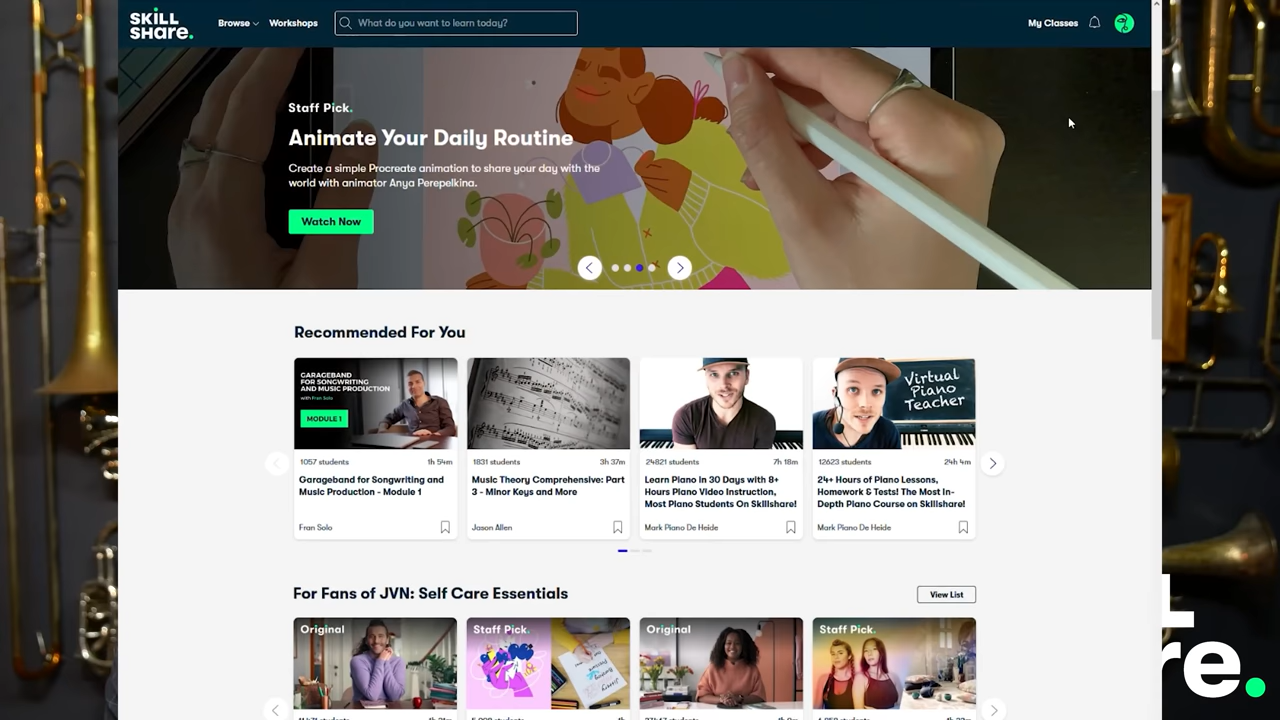 SKILL
SHARE.
Browse
Workshops
What do you want to learn today?
My Classes
Staff Pick.
Animate Your Daily Routine
Create a simple Procreate animation to share your day with the
world with animator Anya Perepelkina.
Watch Now
Recommended For You
GARAGEBAND
FOR SONGWRITING
AND MUSIC PRODUCTION
with Fran Solo
MODULE 1
Virtual
Piano
Teacher
1057 students
1h 54m
1831 students
3h 37m
24821 students
7h 18m
12623 students
24h 4m
Garageband for Songwriting and
Music Production - Module 1
Music Theory Comprehensive: Part
3 - Minor Keys and More
Learn Piano in 30 Days with 8+
Hours Piano Video Instruction,
Most Piano Students On Skillshare!
24+ Hours of Piano Lessons,
Homework & Tests! The Most In-
Depth Piano Course on Skillshare!
Fran Solo
Jason Allen
Mark Piano De Heide
Mark Piano De Heide
For Fans of JVN: Self Care Essentials
View List
Original
Staff Pick.
Original
Staff Pick.
re.